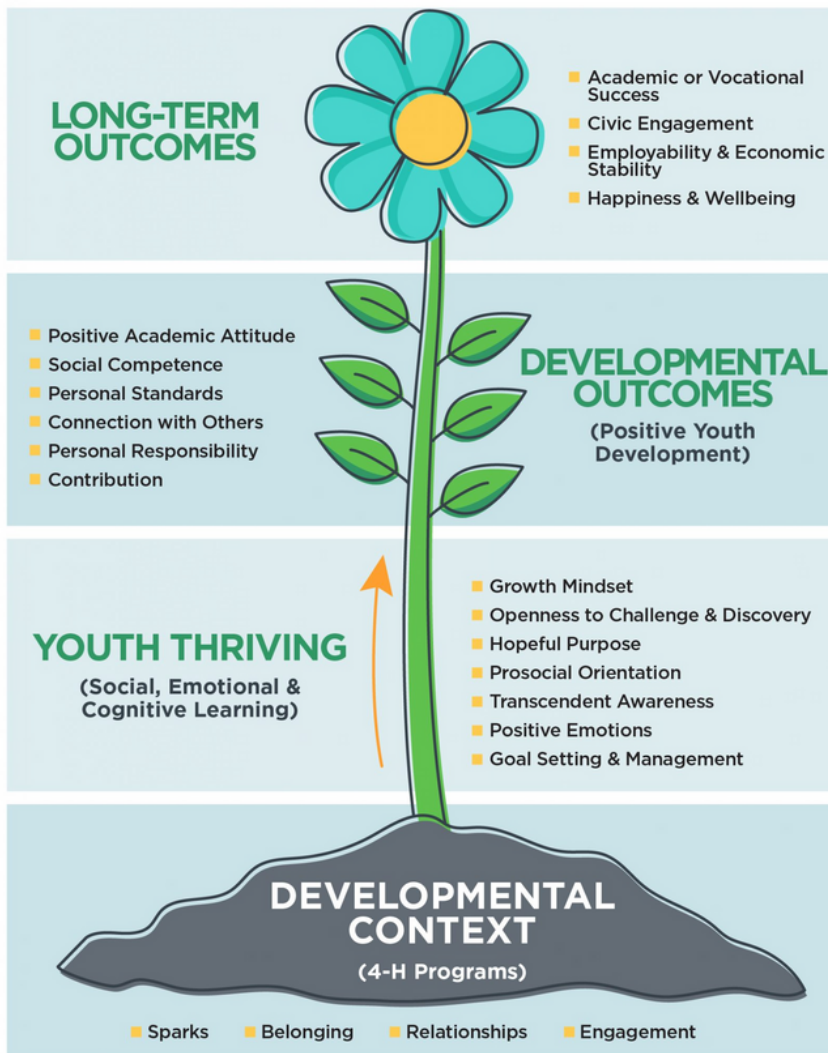 LONG-TERM
OUTCOMES
Academic or Vocational
Success
Civic Engagement
Employability & Economic
Stability
Happiness & Wellbeing
Positive Academic Attitude
Social Competence
Personal Standards
Connection with Others
Personal Responsibility
Contribution
DEVELOPMENTAL
OUTCOMES
(Positive Youth
Development)
YOUTH THRIVING
(Social, Emotional &
Cognitive Learning)
Growth Mindset
Openness to Challenge & Discovery
Hopeful Purpose
Prosocial Orientation
Transcendent Awareness
Positive Emotions
Goal Setting & Management
DEVELOPMENTAL
CONTEXT
(4-H Programs)
Sparks Belonging Relationships Engagement